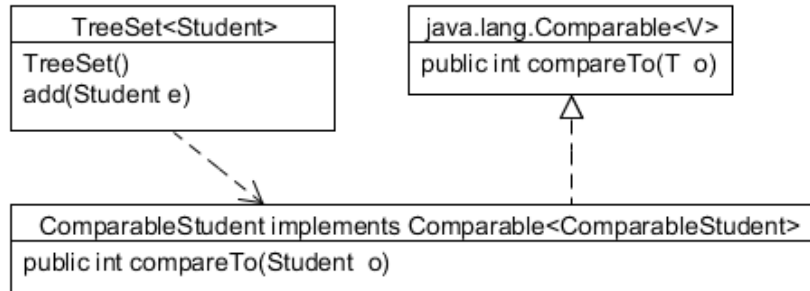 TreeSet<Student>
TreeSet()
add(Student e)
java.lang.Comparable<V>
public int compareTo(T o)
ComparableStudent implements Comparable<ComparableStudent>
public int compareTo(Student o)